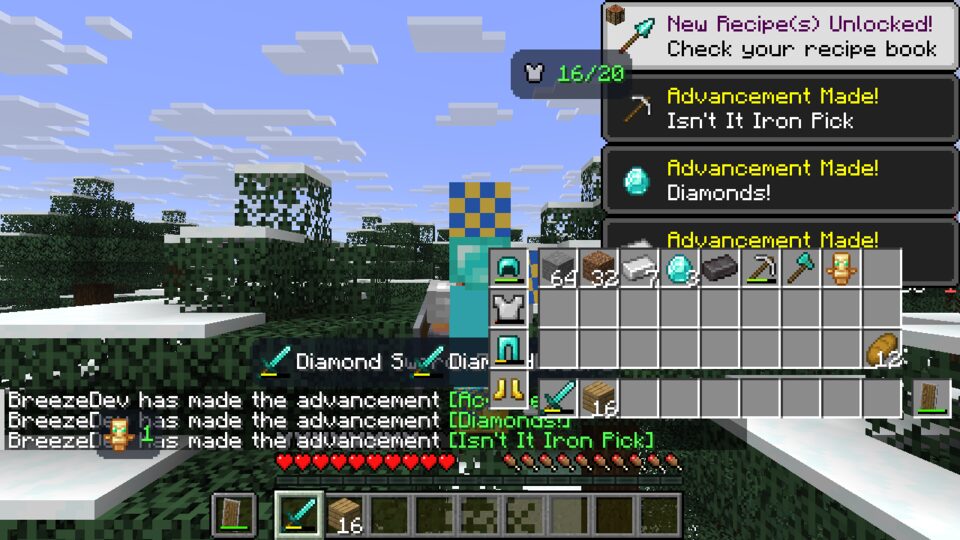 New Recipe(s) Unlocked!
Check your recipe book
16/20
Advancement Made!
Isn't It Iron Pick
Advancement Made!
Diamonds!
Advancement Made!
64
32
7
3
12
Diamond
16
BreezeDev has made the advancement
BreezeDev has made the advancement [Diamonds!]
has made the advancement [Isn't It Iron Pick]
1
16